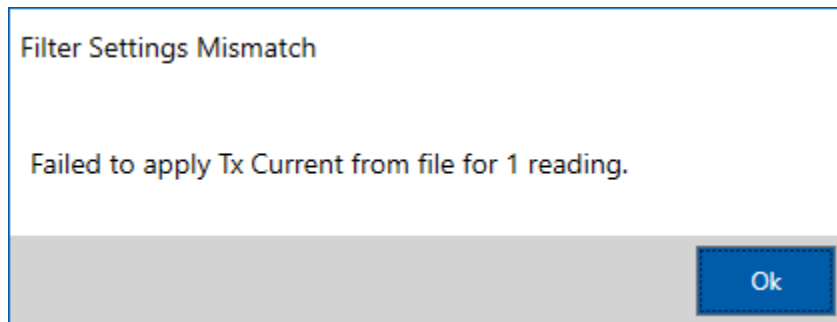 Filter Settings Mismatch
Failed to apply Tx Current from file for 1 reading.
Ok